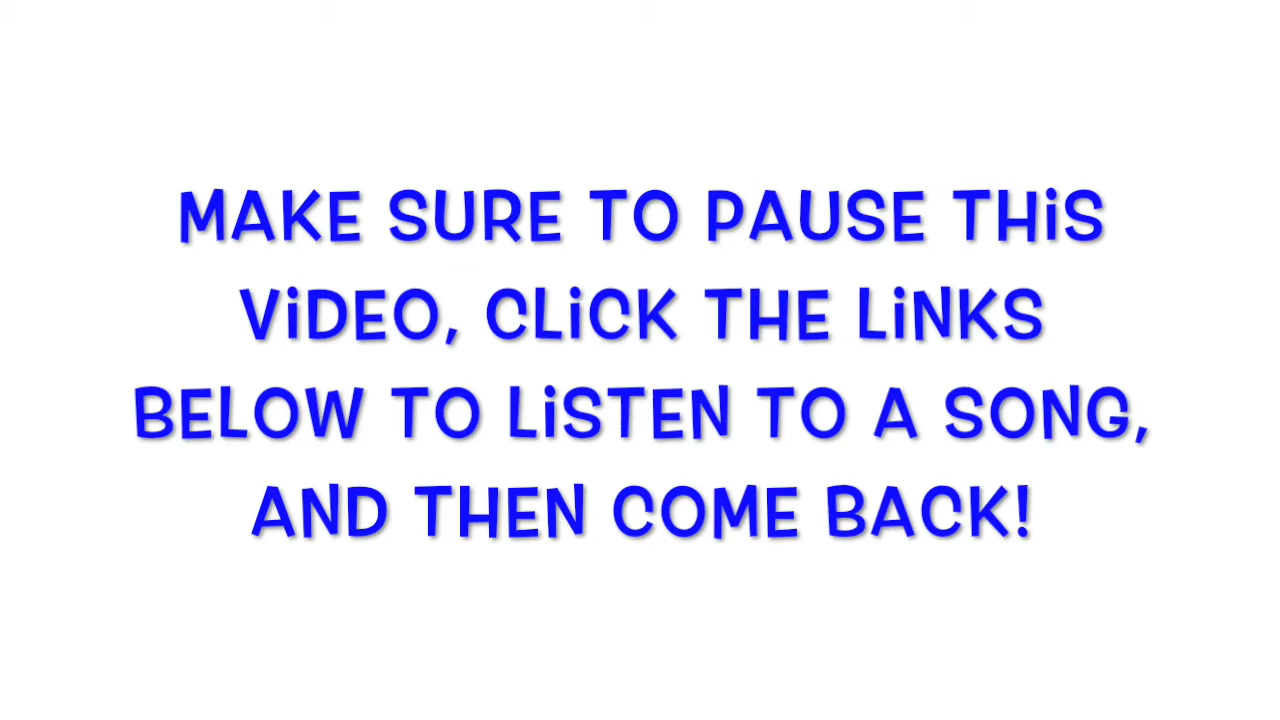 MAKE SURE TO PAUSE THiS
ViDEO, CLiCK THE LiNKS
BELOW TO LiSTEN TO A SONG,
AND THEN COME BACK!